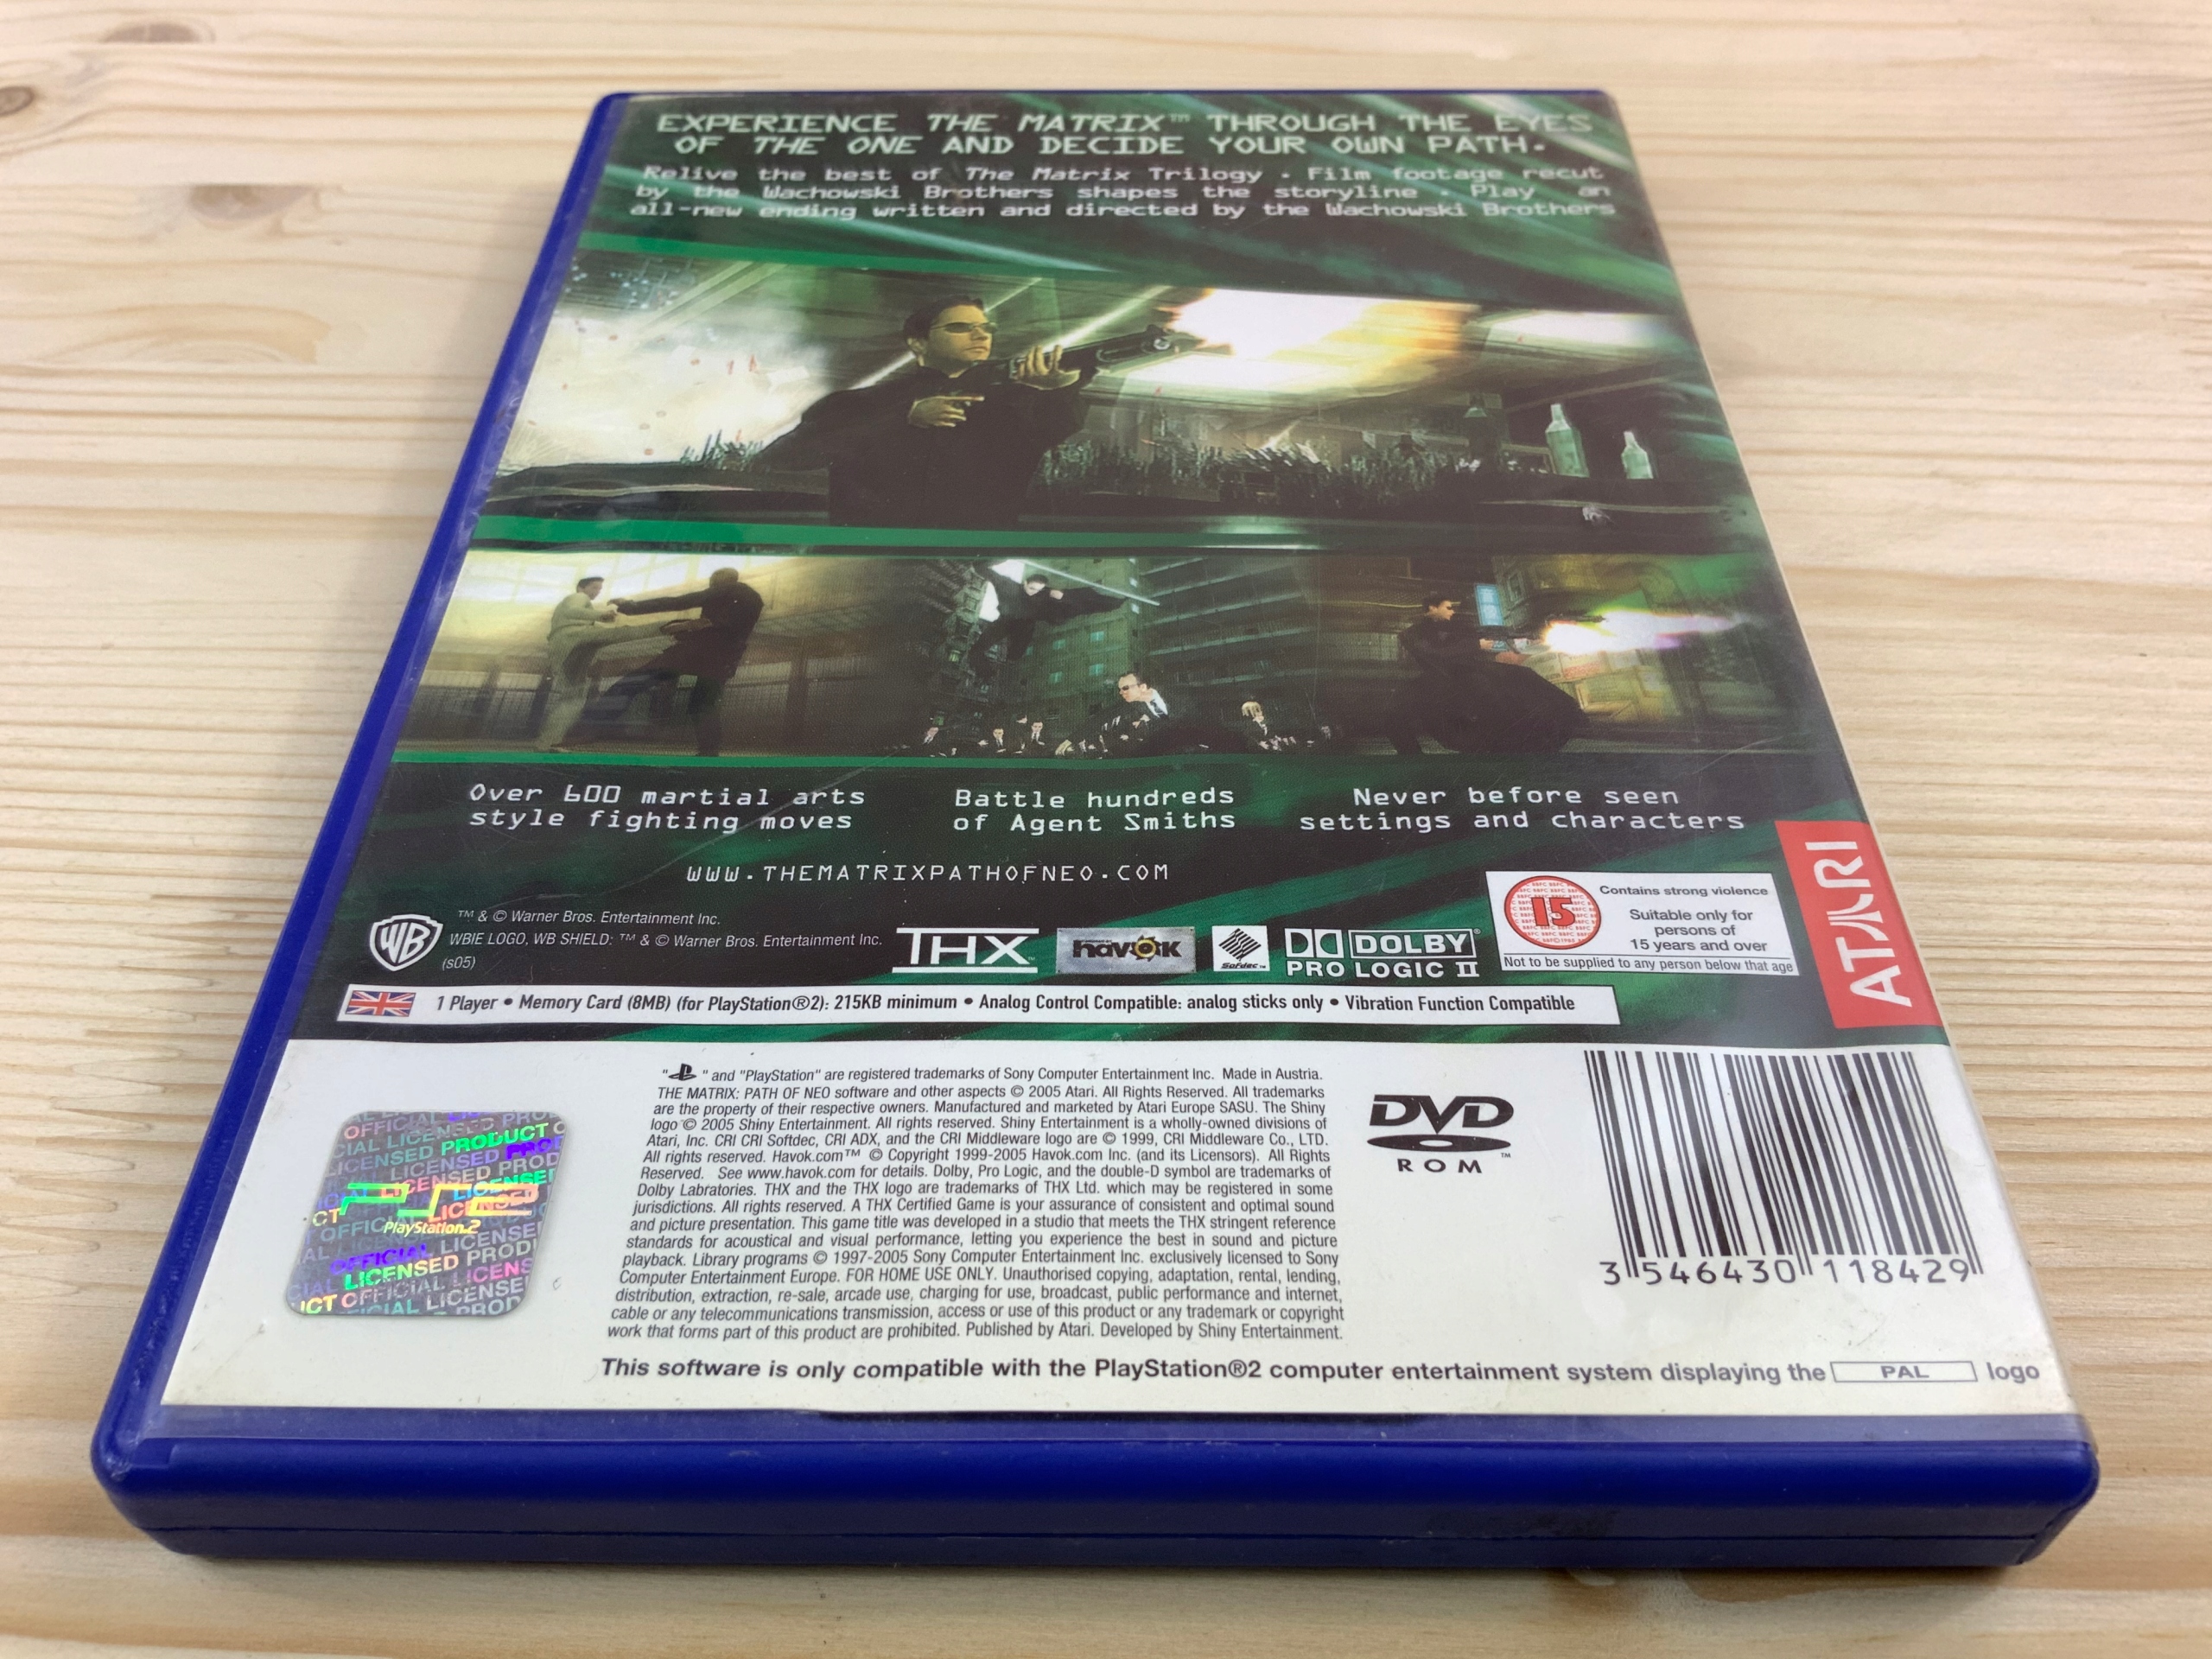 EXPERIENCE THE MATRIX™ THROUGH THE EYES
OF THE ONE AND DECIDE YOUR OWN PATH.
Relive the best of The Matrix Trilogy • Film footage recut
by the Wachowski Brothers shapes the storyline • Play an
all-new ending written and directed by the Wachowski Brothers
Over 600 martial arts
style fighting moves
Battle hundreds
of Agent Smiths
Never before seen
settings and characters
WWW.THEMATRIXPATHOFNEO.COM
WB
™ & © Warner Bros. Entertainment Inc.
WBIE LOGO, WB SHIELD: ™ & © Warner Bros. Entertainment Inc.
(s05)
THX
havok
Sofdec™
DOLBY®
PRO LOGIC II
15
Contains strong violence
Suitable only for
persons of
15 years and over
Not to be supplied to any person below that age
ATARI
1 Player • Memory Card (8MB) (for PlayStation®2): 215KB minimum • Analog Control Compatible: analog sticks only • Vibration Function Compatible
" " and "PlayStation" are registered trademarks of Sony Computer Entertainment Inc. Made in Austria.
THE MATRIX: PATH OF NEO software and other aspects © 2005 Atari. All Rights Reserved. All trademarks
are the property of their respective owners. Manufactured and marketed by Atari Europe SASU. The Shiny
logo © 2005 Shiny Entertainment. All rights reserved. Shiny Entertainment is a wholly-owned divisions of
Atari, Inc. CRI CRI Softdec, CRI ADX, and the CRI Middleware logo are © 1999, CRI Middleware Co., LTD.
All rights reserved. Havok.com™ © Copyright 1999-2005 Havok.com Inc. (and its Licensors). All Rights
Reserved. See www.havok.com for details. Dolby, Pro Logic, and the double-D symbol are trademarks of
Dolby Labratories. THX and the THX logo are trademarks of THX Ltd. which may be registered in some
jurisdictions. All rights reserved. A THX Certified Game is your assurance of consistent and optimal sound
and picture presentation. This game title was developed in a studio that meets the THX stringent reference
standards for acoustical and visual performance, letting you experience the best in sound and picture
playback. Library programs © 1997-2005 Sony Computer Entertainment Inc. exclusively licensed to Sony
Computer Entertainment Europe. FOR HOME USE ONLY. Unauthorised copying, adaptation, rental, lending,
distribution, extraction, re-sale, arcade use, charging for use, broadcast, public performance and internet,
cable or any telecommunications transmission, access or use of this product or any trademark or copyright
work that forms part of this product are prohibited. Published by Atari. Developed by Shiny Entertainment.
PS2
PlayStation 2
OFFICIAL LICENSED PRODUCT
DVD
ROM™
3 546430 118429
This software is only compatible with the PlayStation®2 computer entertainment system displaying the PAL logo